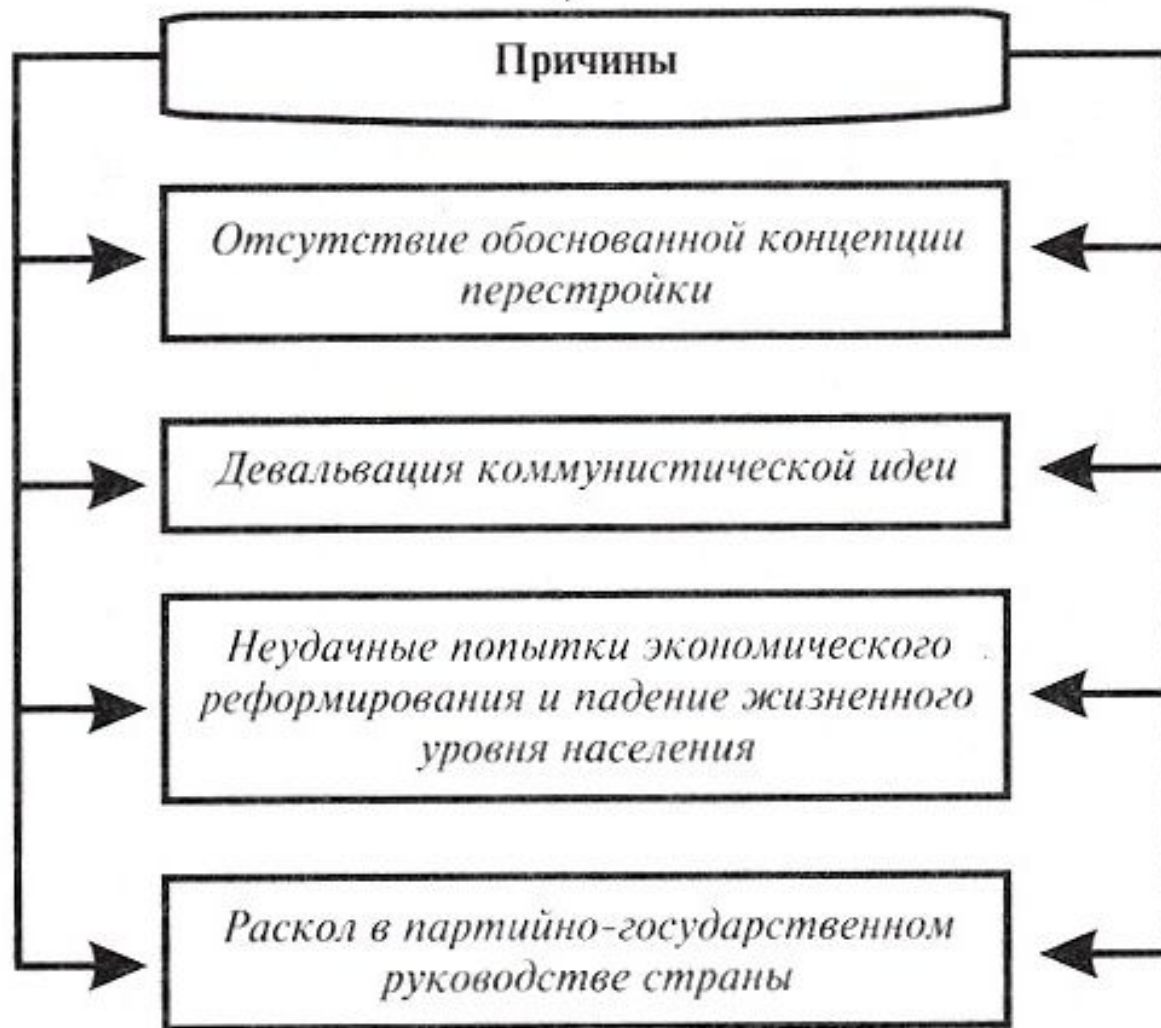 Причины
Отсутствие обоснованной концепции
перестройки
Девальвация коммунистической идеи
Неудачные попытки экономического
реформирования и падение жизненного
уровня населения
Раскол в партийно-государственном
руководстве страны